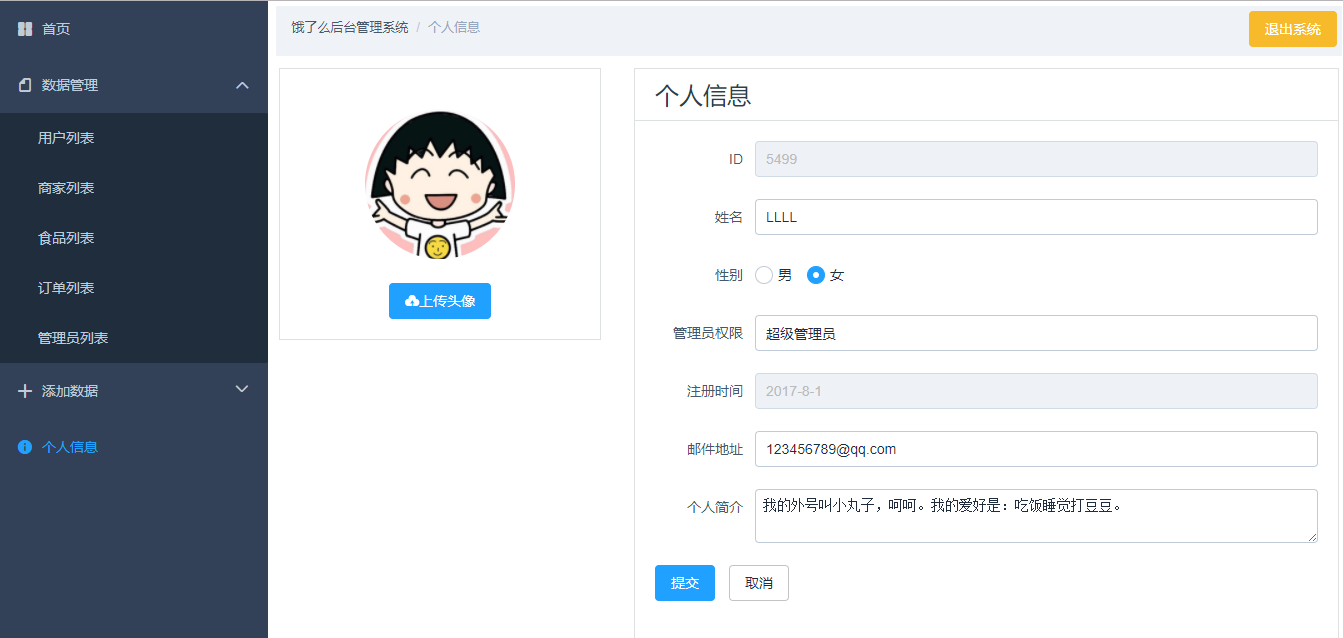 首页
数据管理
用户列表
商家列表
食品列表
订单列表
管理员列表
添加数据
个人信息
饿了么后台管理系统 / 个人信息
退出系统
上传头像
个人信息
ID 5499
姓名 LLLL
性别 男 女
管理员权限 超级管理员
注册时间 2017-8-1
邮件地址 123456789@qq.com
个人简介 我的外号叫小丸子，呵呵。我的爱好是：吃饭睡觉打豆豆。
提交 取消